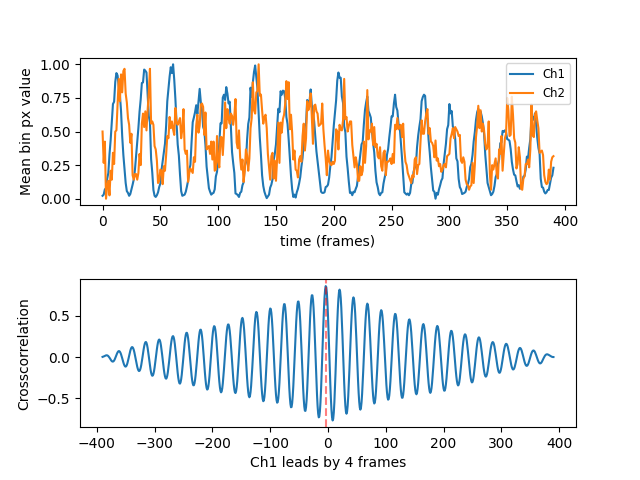 1.00
0.75
0.50
0.25
0.00
Mean bin px value
Ch1
Ch2
0 50 100 150 200 250 300 350 400
time (frames)
0.5
0.0
−0.5
Crosscorrelation
−400 −300 −200 −100 0 100 200 300 400
Ch1 leads by 4 frames